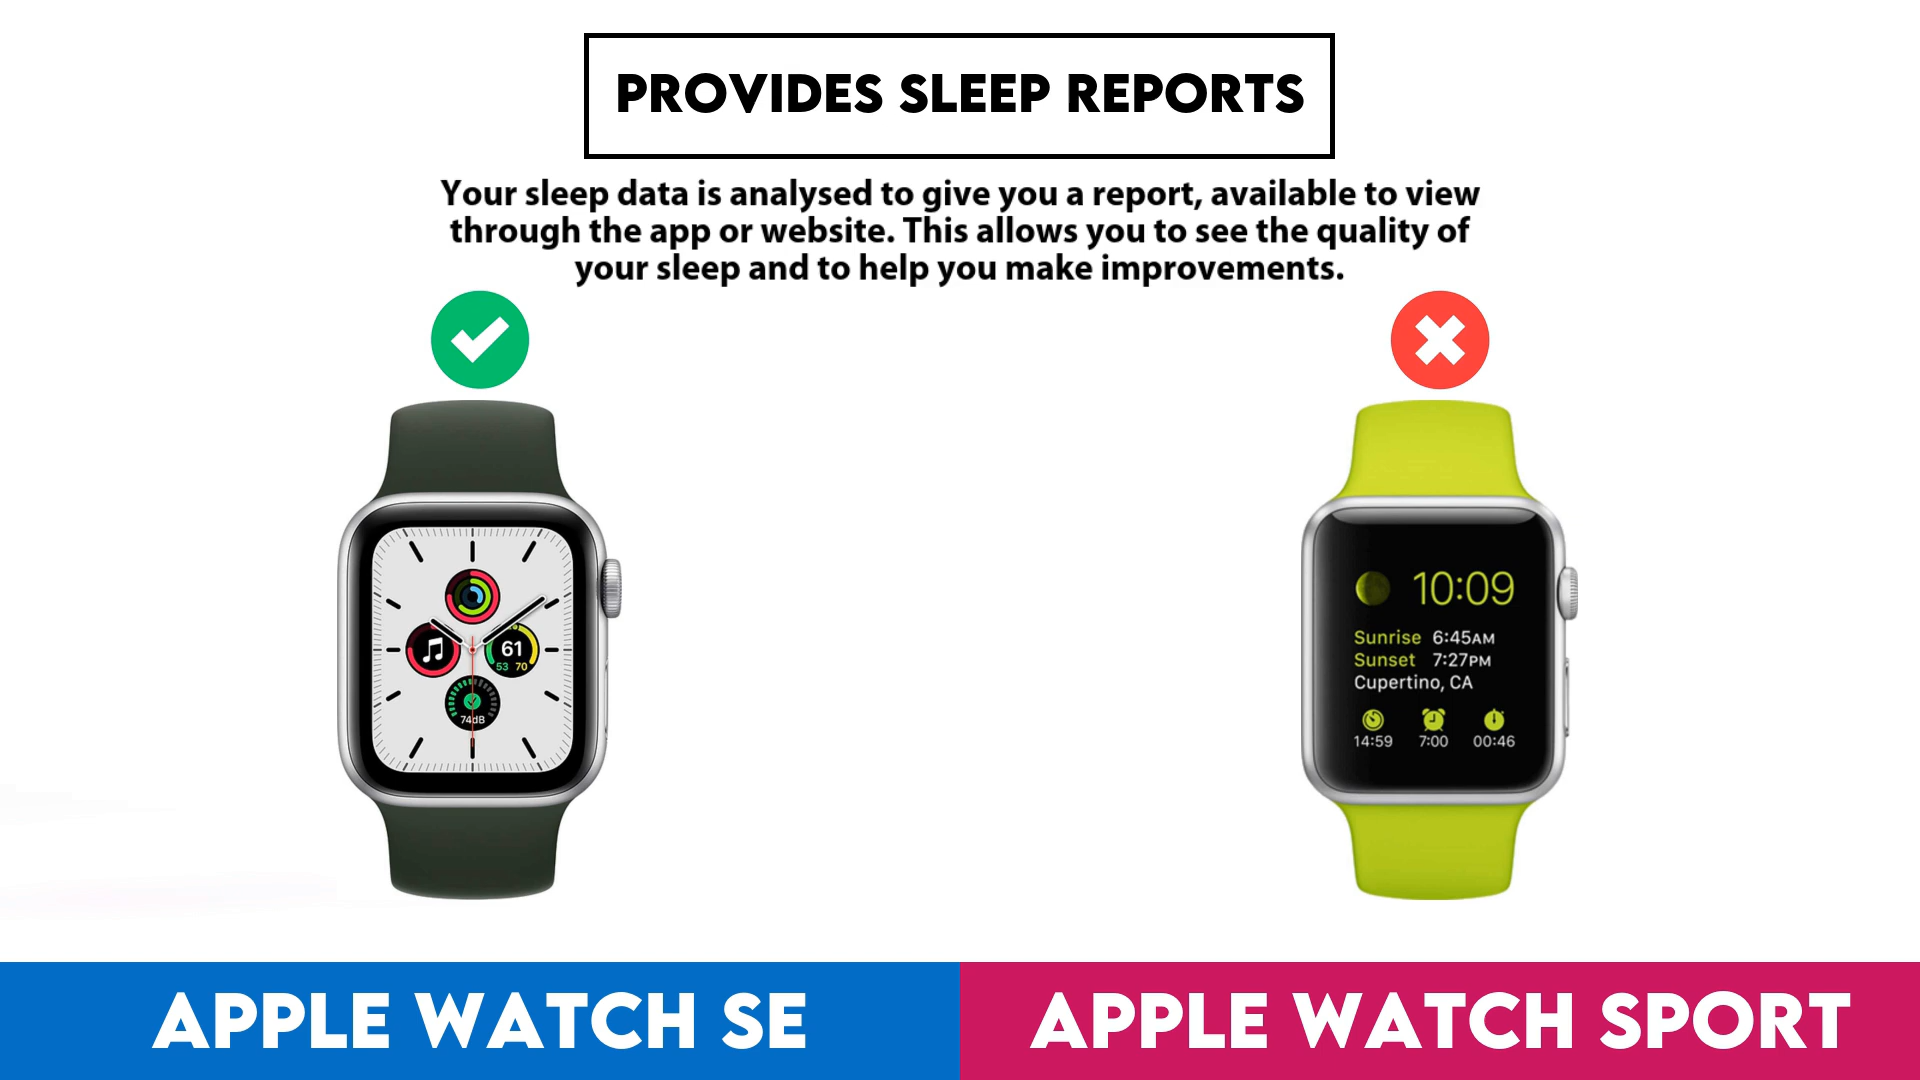 PROVIDES SLEEP REPORTS
Your sleep data is analysed to give you a report, available to view
through the app or website. This allows you to see the quality of
your sleep and to help you make improvements.
61
53 70
74dB
10:09
Sunrise 6:45AM
Sunset 7:27PM
Cupertino, CA
14:59 7:00 00:46
APPLE WATCH SE
APPLE WATCH SPORT